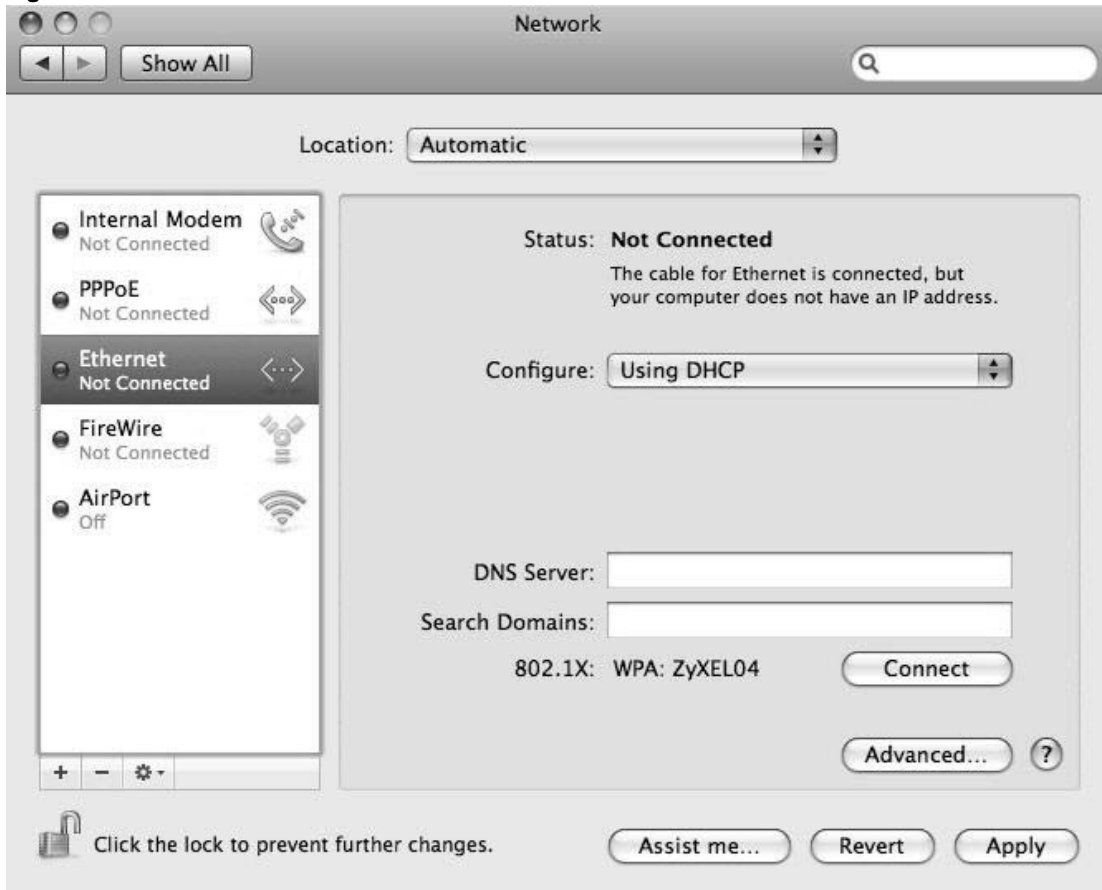 Network
Show All
Location: Automatic
Internal Modem
Not Connected
PPPoE
Not Connected
Ethernet
Not Connected
FireWire
Not Connected
AirPort
Off
Status: Not Connected
The cable for Ethernet is connected, but
your computer does not have an IP address.
Configure: Using DHCP
DNS Server:
Search Domains:
802.1X: WPA: ZyXEL04 Connect
Advanced... ?
+ −
Click the lock to prevent further changes.
Assist me... Revert Apply